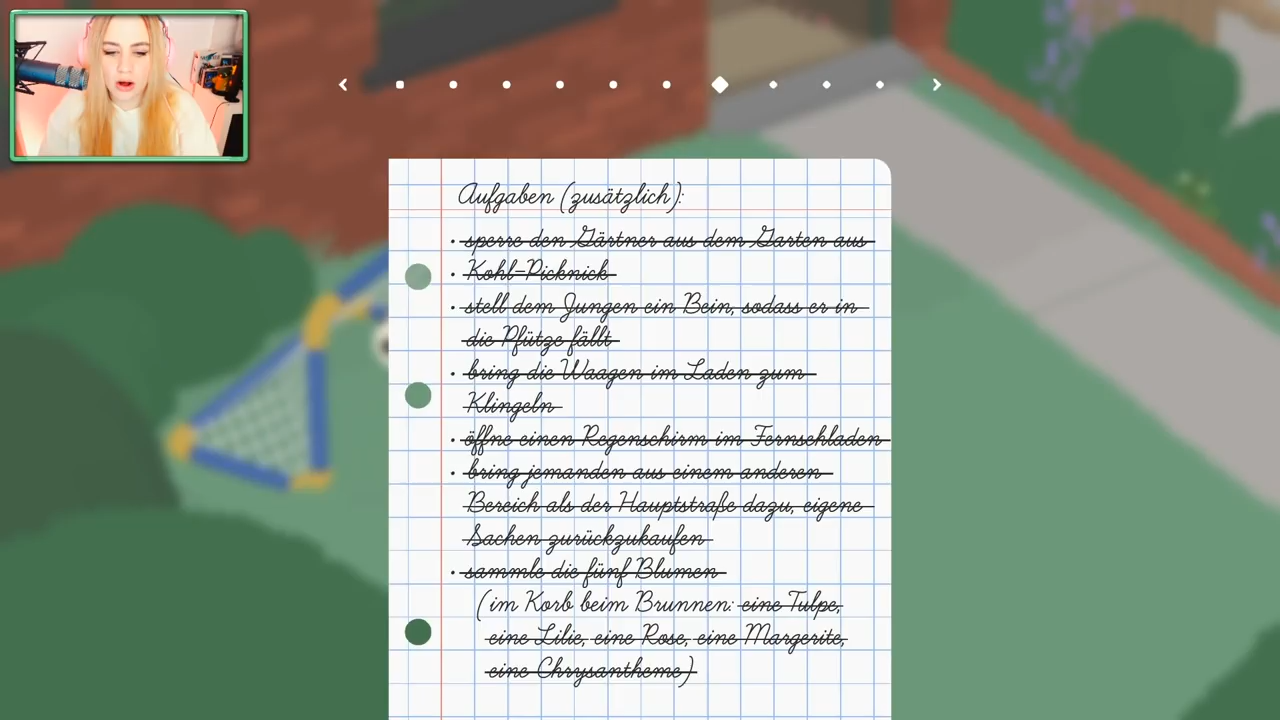 Aufgaben (zusätzlich):
• sperre den Gärtner aus dem Garten aus
• Kohl-Picknick
• stell dem Jungen ein Bein, sodass er in
die Pfütze fällt
• bring die Waagen im Laden zum
Klingeln
• öffne einen Regenschirm im Fernsehladen
• bring jemanden aus einem anderen
Bereich als der Hauptstraße dazu, eigene
Sachen zurückzukaufen
• sammle die fünf Blumen
(im Korb beim Brunnen: eine Tulpe,
eine Lilie, eine Rose, eine Margerite,
eine Chrysantheme)